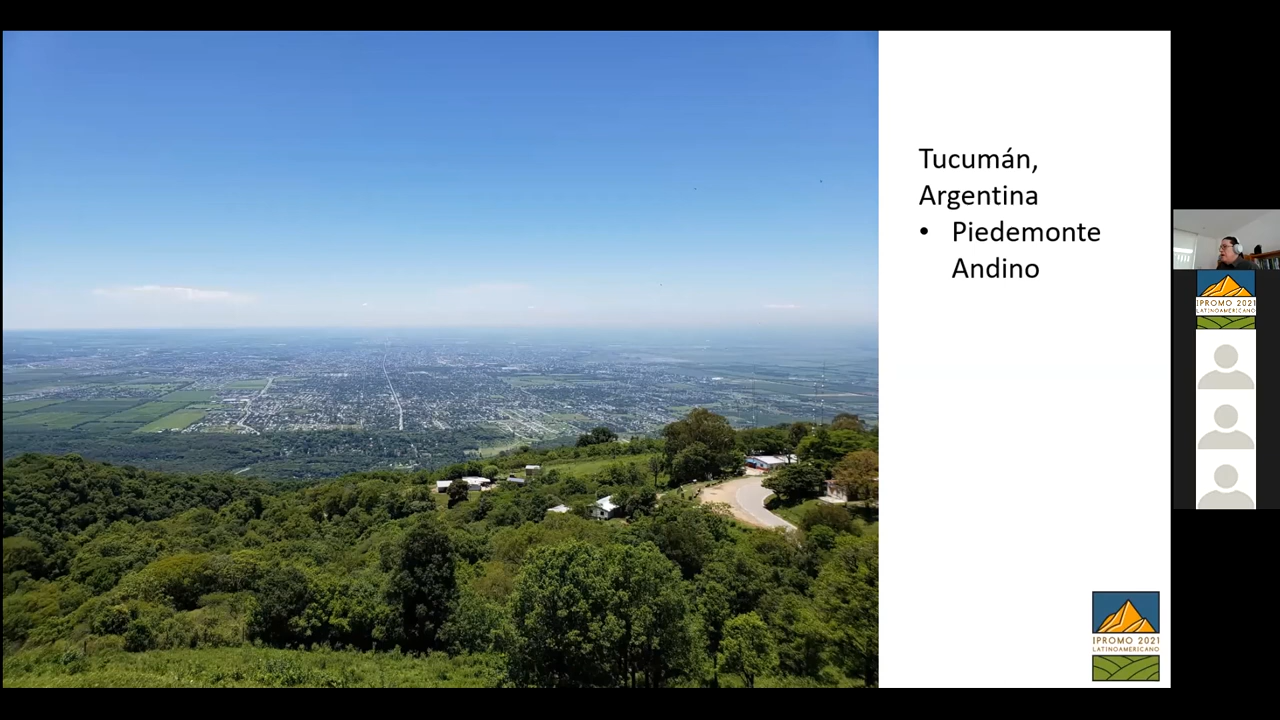 Tucumán,
Argentina
• Piedemonte
Andino
IPROMO 2021
LATINOAMERICANO
IPROMO 2021
LATINOAMERICANO